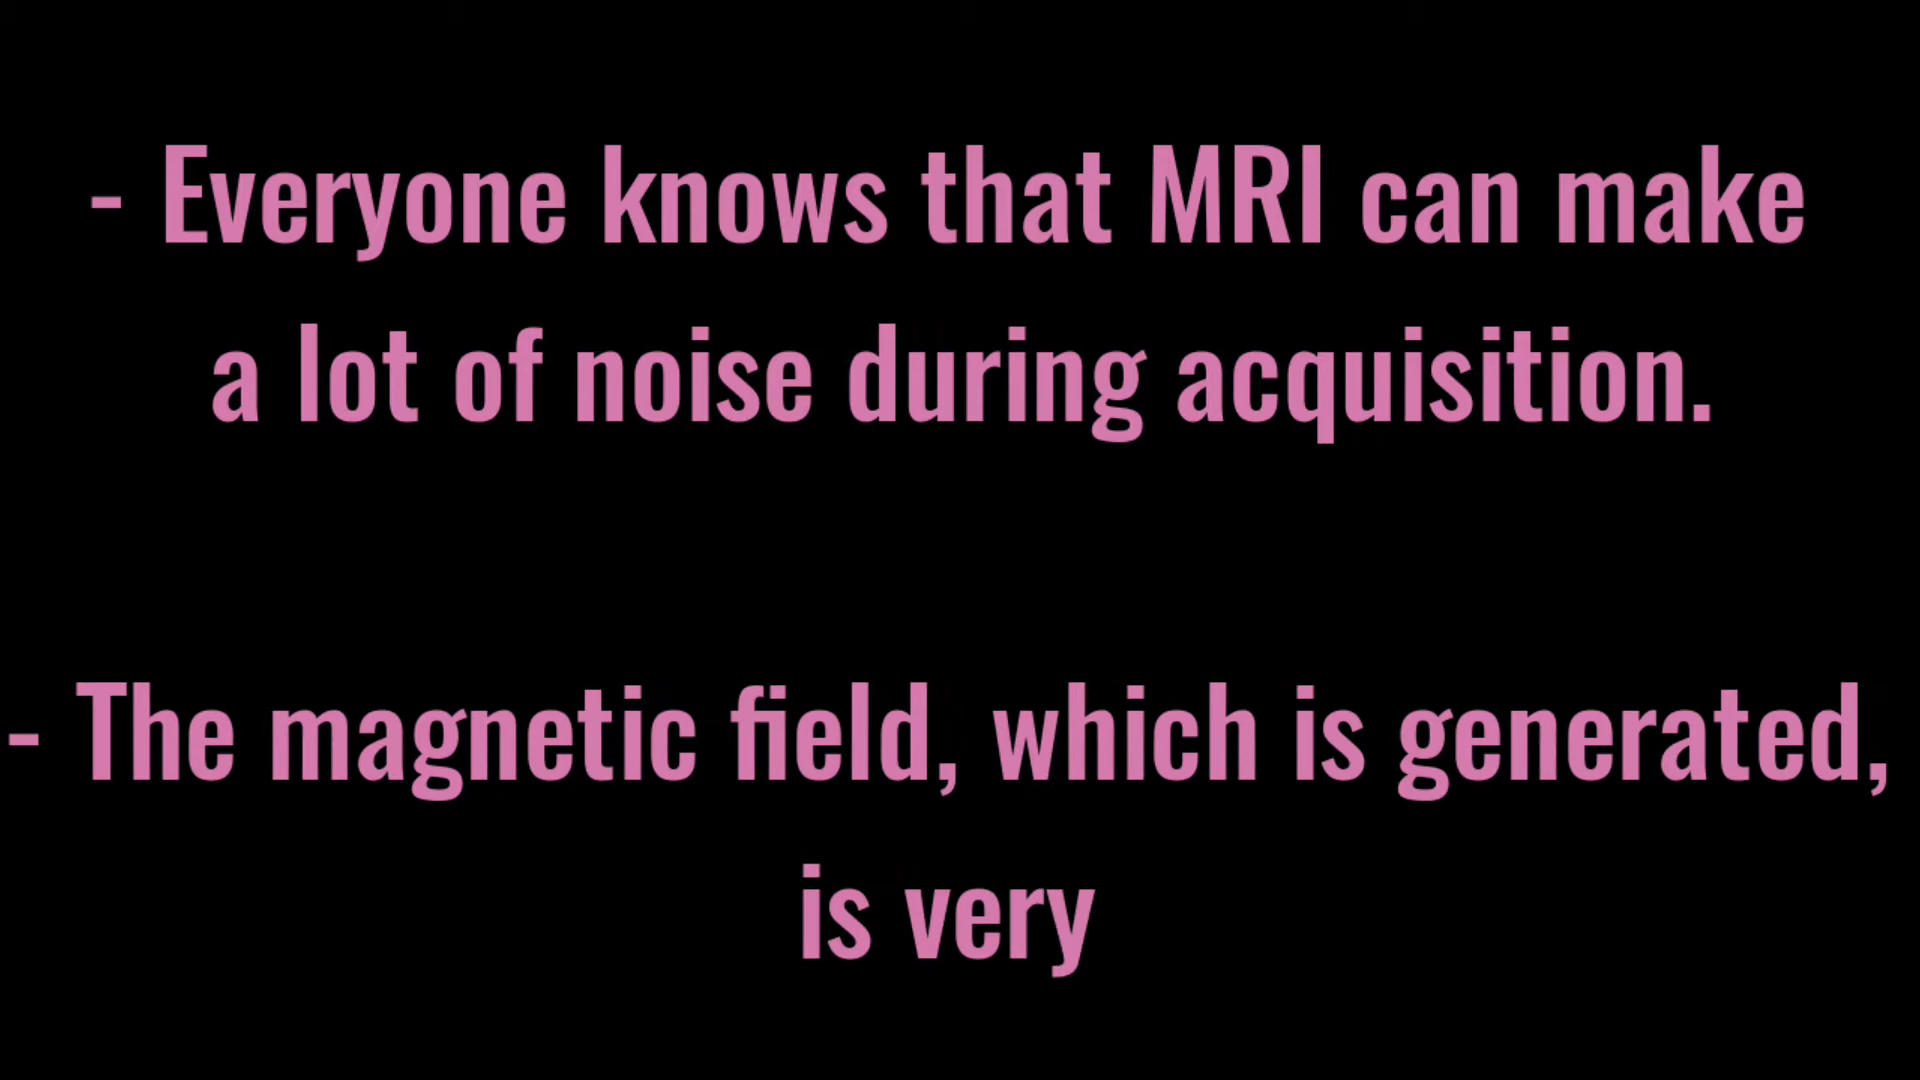 - Everyone knows that MRI can make
a lot of noise during acquisition.
- The magnetic field, which is generated,
is very